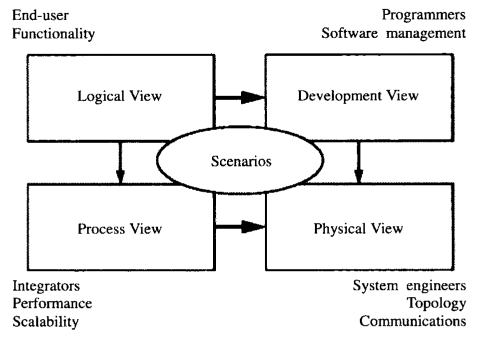 End-user
Functionality
Programmers
Software management
Logical View
Development View
Scenarios
Process View
Physical View
Integrators
Performance
Scalability
System engineers
Topology
Communications